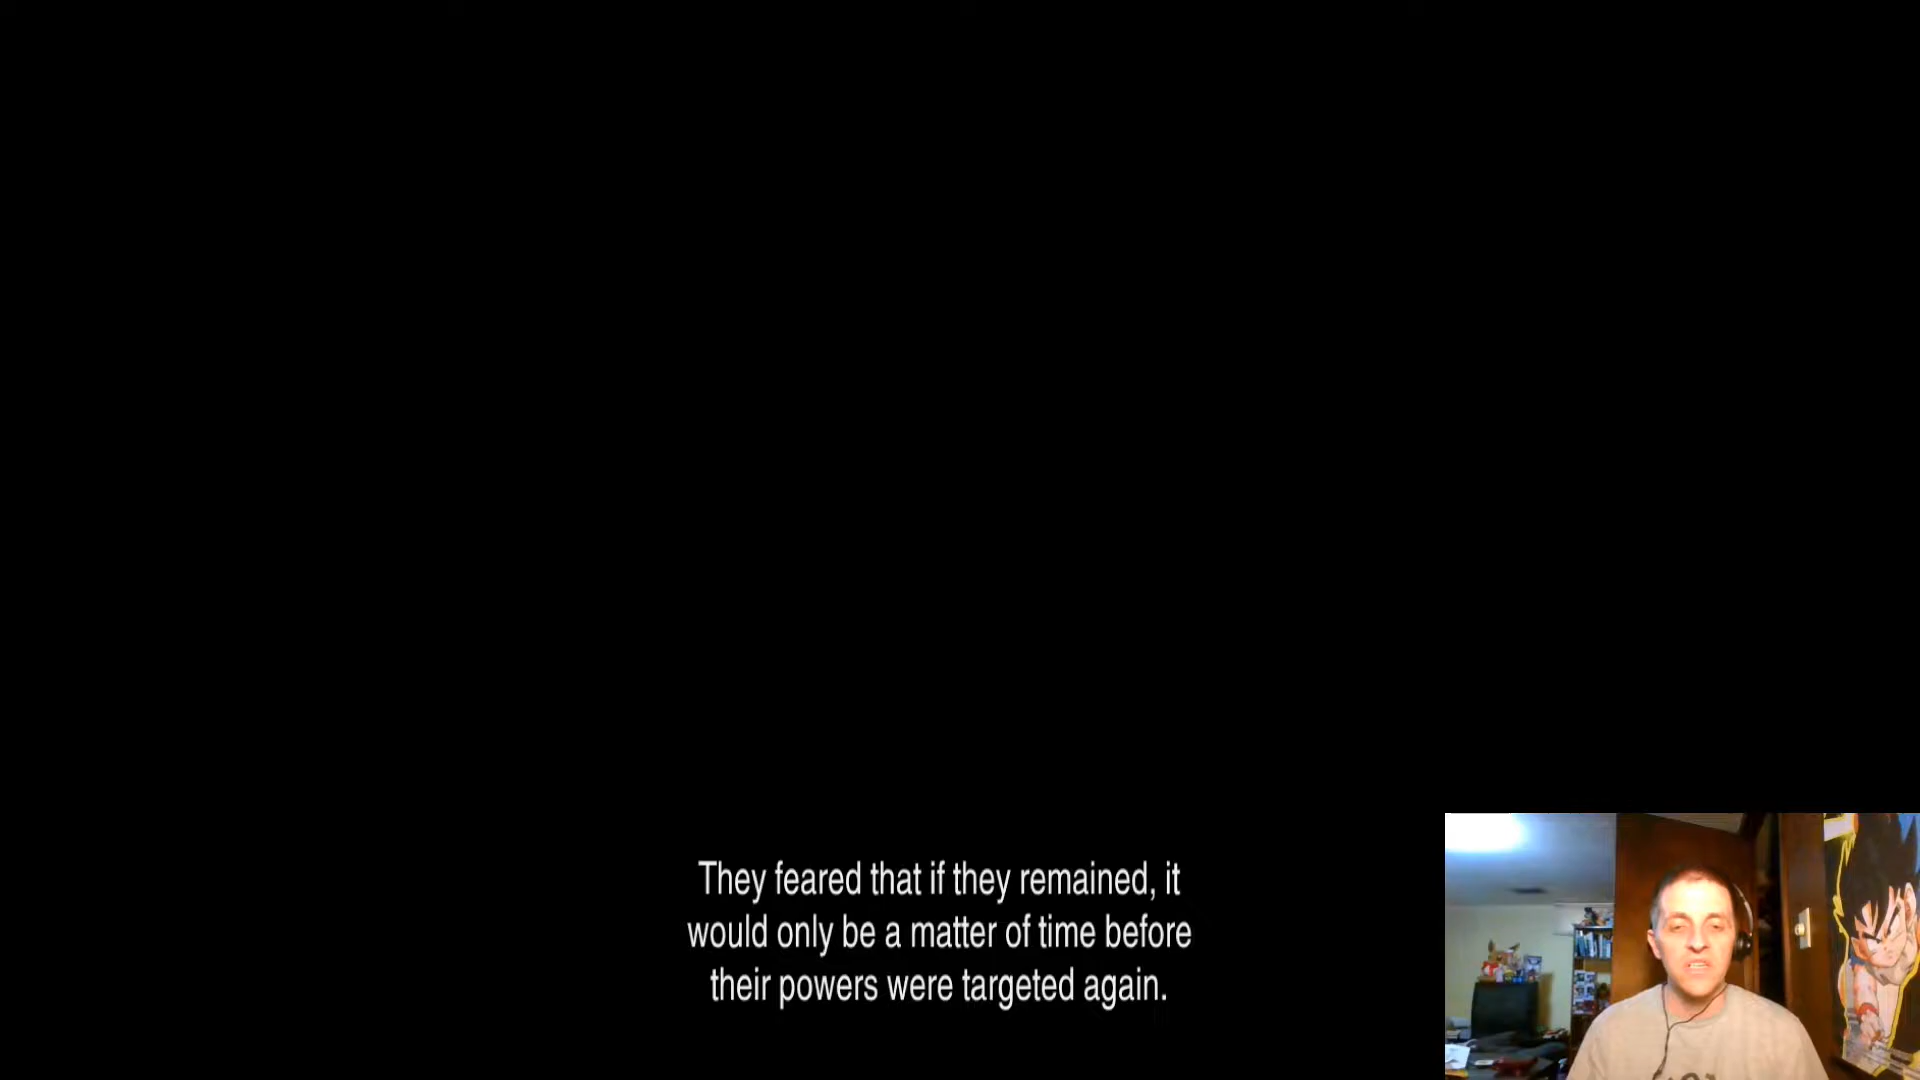 They feared that if they remained, it
would only be a matter of time before
their powers were targeted again.